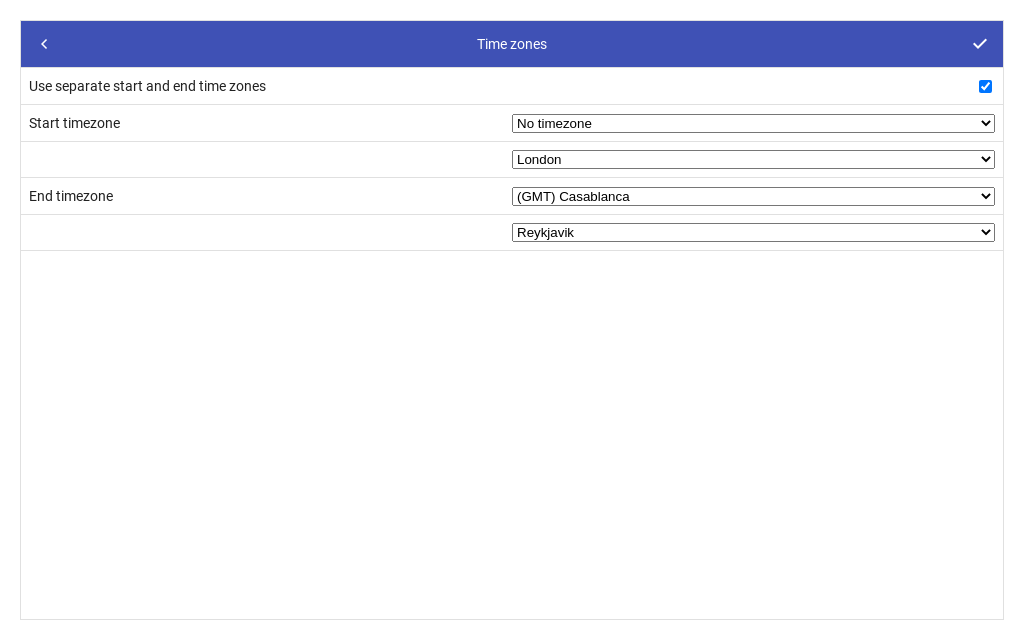 Time zones
Use separate start and end time zones
Start timezone
No timezone
London
End timezone
(GMT) Casablanca
Reykjavik